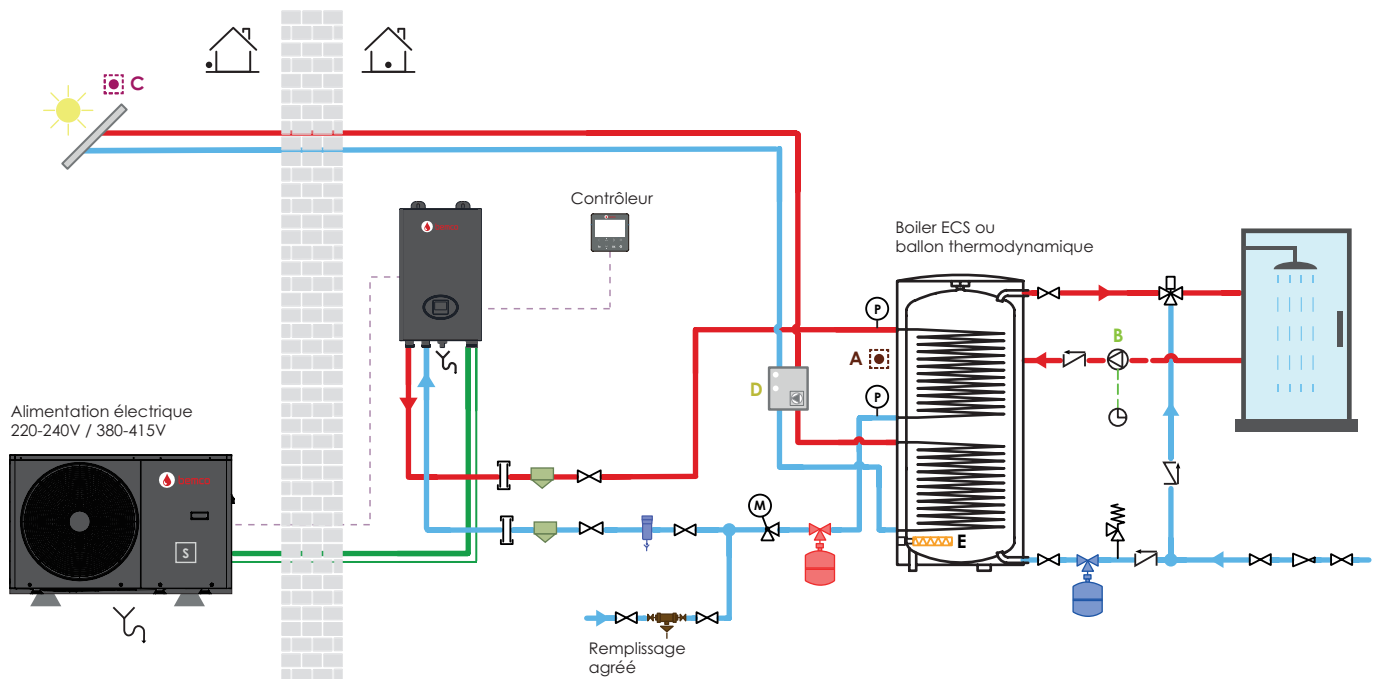 C
Contrôleur
Boiler ECS ou
ballon thermodynamique
P
B
A
P
D
Alimentation électrique
220-240V / 380-415V
M
S
E
Remplissage
agréé